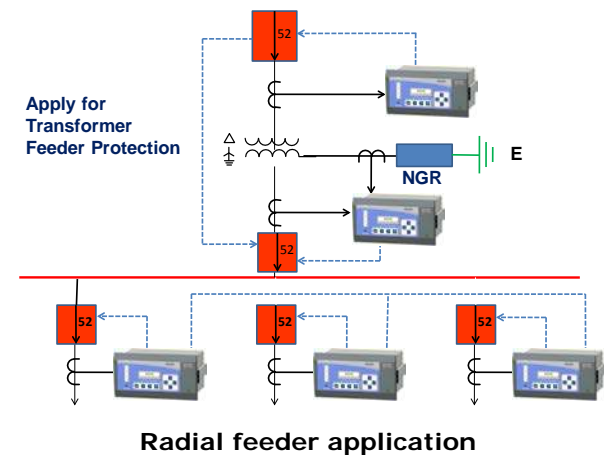 52
Apply for
Transformer
Feeder Protection
E
NGR
52
52
52
52
Radial feeder application